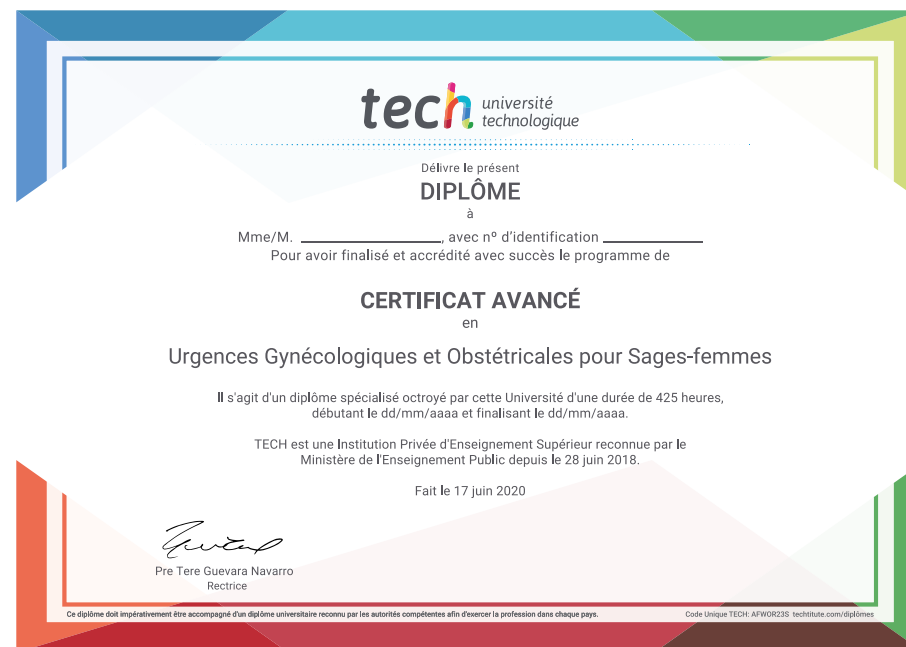 tech université
technologique
Délivre le présent
DIPLÔME
à
Mme/M. ____________________, avec nº d'identification ______________
Pour avoir finalisé et accrédité avec succès le programme de
CERTIFICAT AVANCÉ
en
Urgences Gynécologiques et Obstétricales pour Sages-femmes
Il s'agit d'un diplôme spécialisé octroyé par cette Université d'une durée de 425 heures,
débutant le dd/mm/aaaa et finalisant le dd/mm/aaaa.
TECH est une Institution Privée d'Enseignement Supérieur reconnue par le
Ministère de l'Enseignement Public depuis le 28 juin 2018.
Fait le 17 juin 2020
Pre Tere Guevara Navarro
Rectrice
Ce diplôme doit impérativement être accompagné d'un diplôme universitaire reconnu par les autorités compétentes afin d'exercer la profession dans chaque pays.
Code Unique TECH: AFWOR23S techtitute.com/diplômes